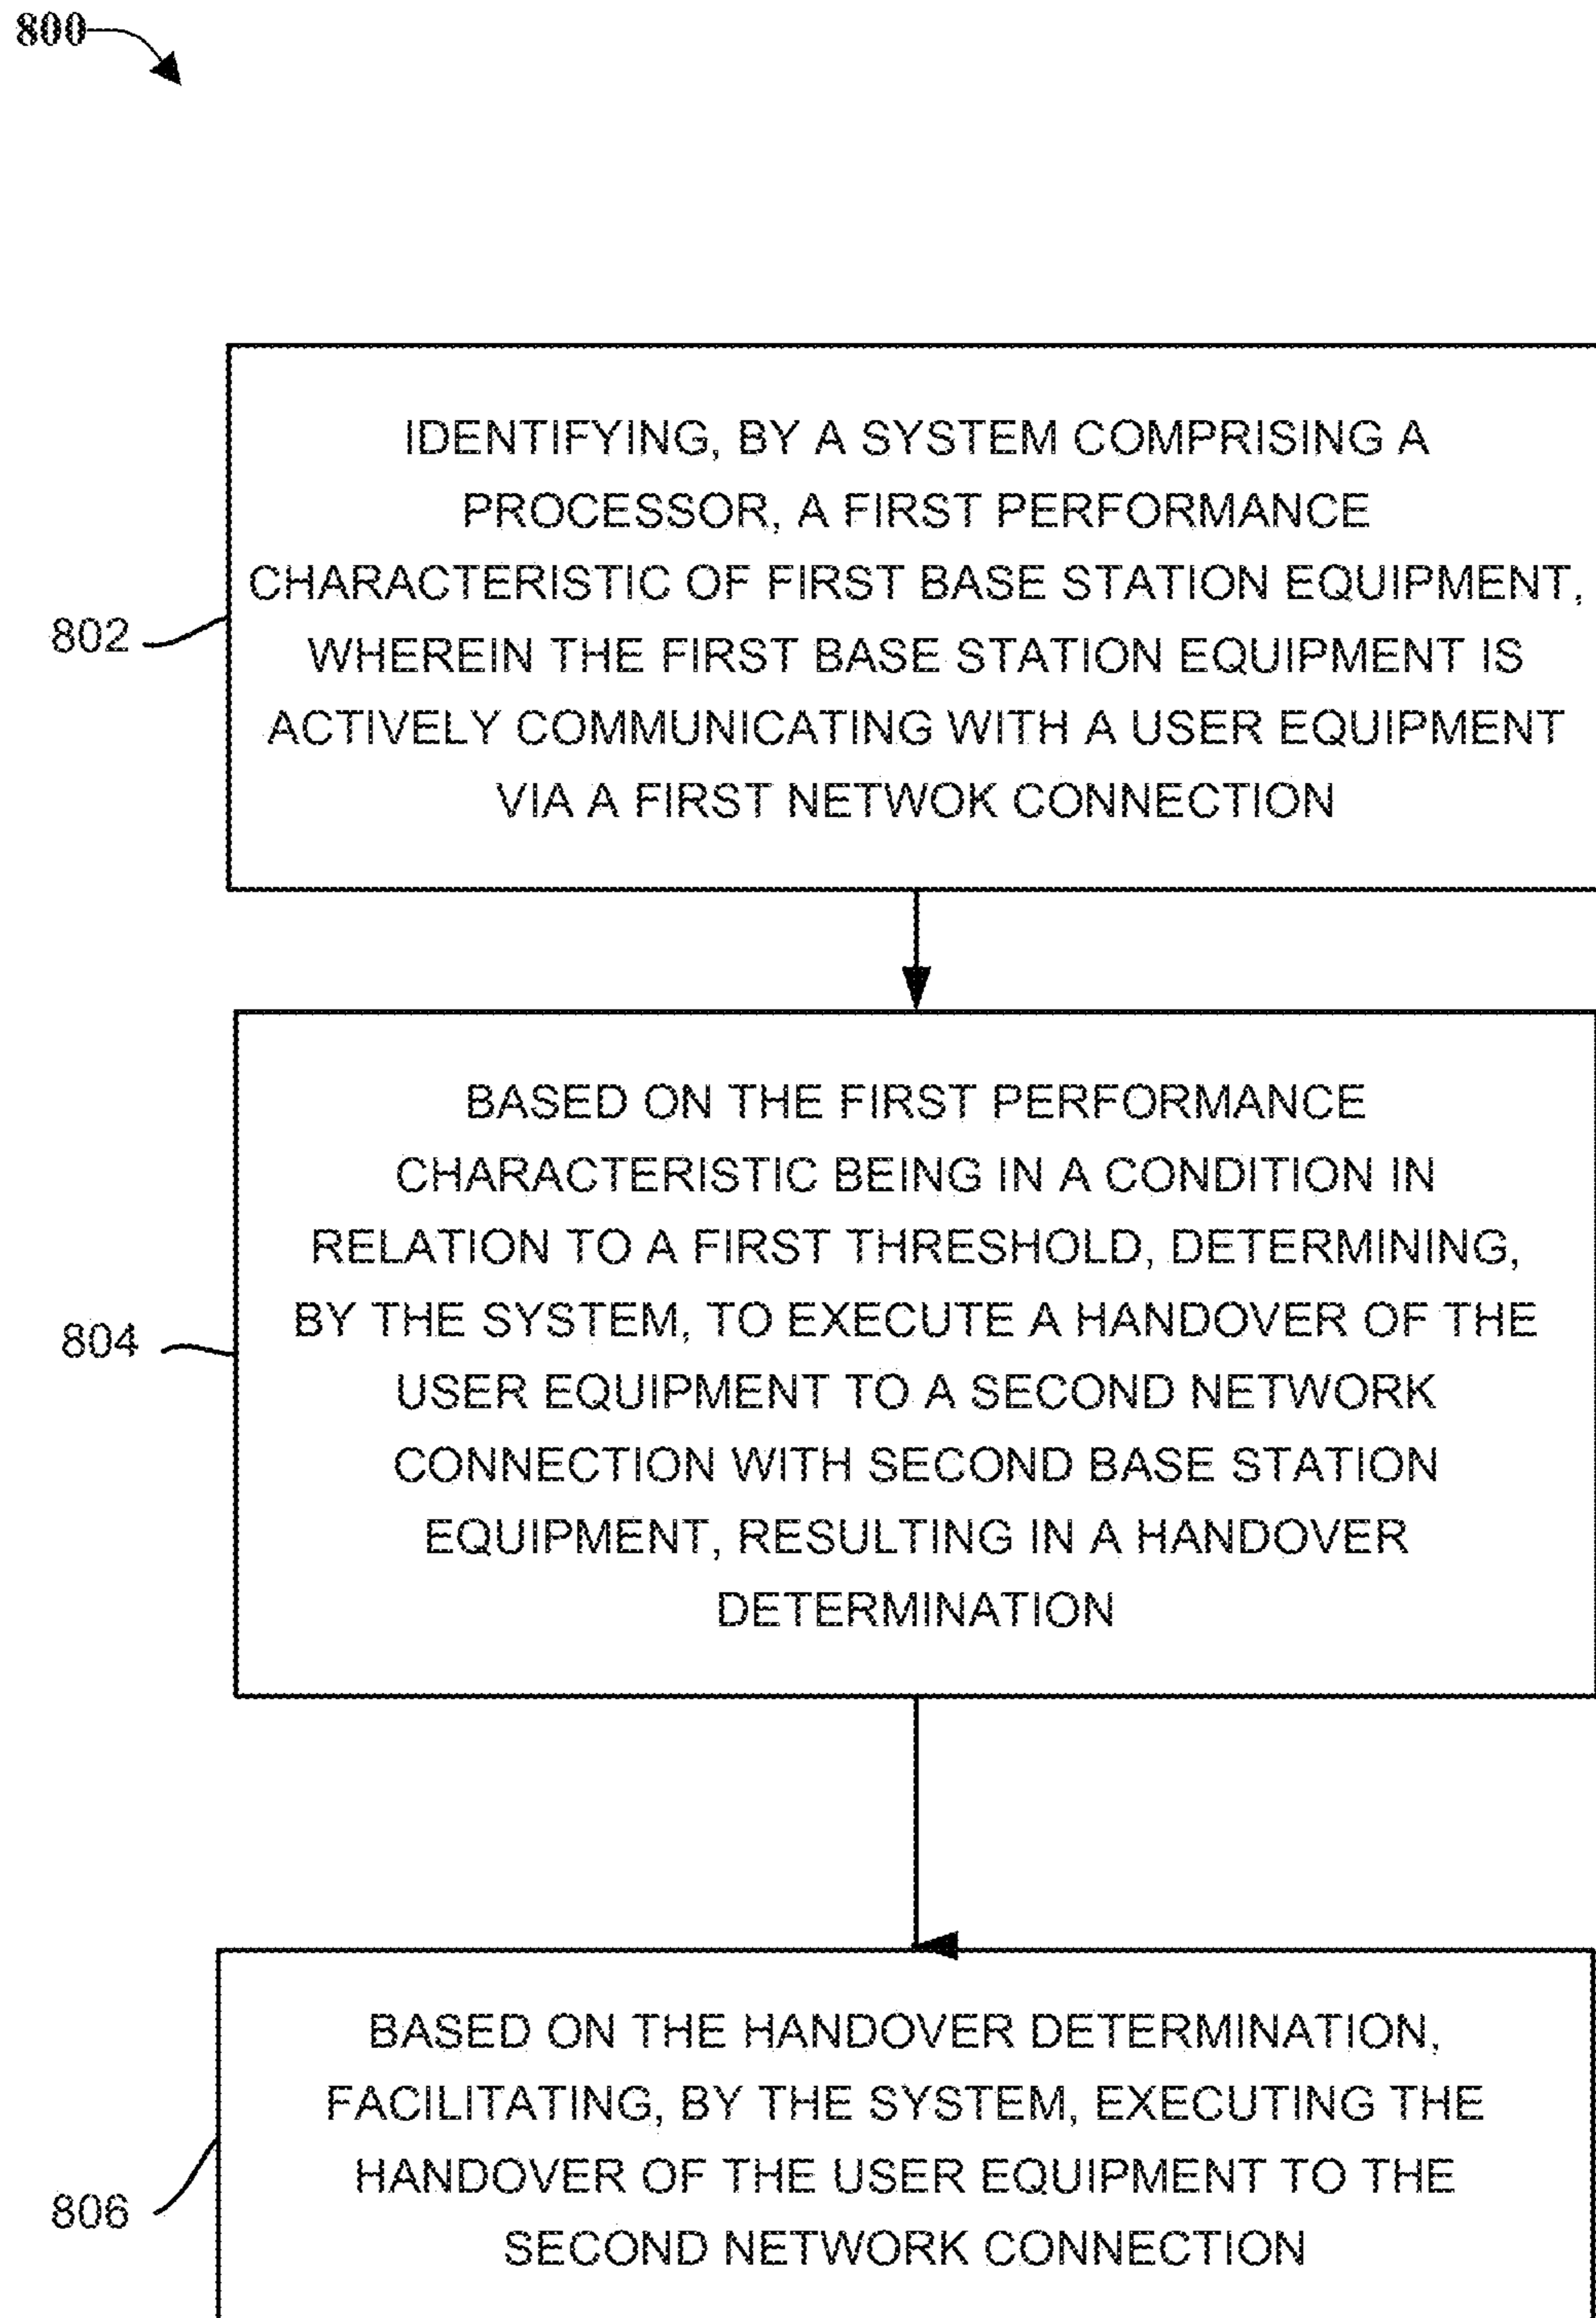 800
IDENTIFYING, BY A SYSTEM COMPRISING A
PROCESSOR, A FIRST PERFORMANCE
CHARACTERISTIC OF FIRST BASE STATION EQUIPMENT,
WHEREIN THE FIRST BASE STATION EQUIPMENT IS
ACTIVELY COMMUNICATING WITH A USER EQUIPMENT
VIA A FIRST NETWOK CONNECTION
802
BASED ON THE FIRST PERFORMANCE
CHARACTERISTIC BEING IN A CONDITION IN
RELATION TO A FIRST THRESHOLD, DETERMINING,
BY THE SYSTEM, TO EXECUTE A HANDOVER OF THE
USER EQUIPMENT TO A SECOND NETWORK
CONNECTION WITH SECOND BASE STATION
EQUIPMENT, RESULTING IN A HANDOVER
DETERMINATION
804
BASED ON THE HANDOVER DETERMINATION,
FACILITATING, BY THE SYSTEM, EXECUTING THE
HANDOVER OF THE USER EQUIPMENT TO THE
SECOND NETWORK CONNECTION
806